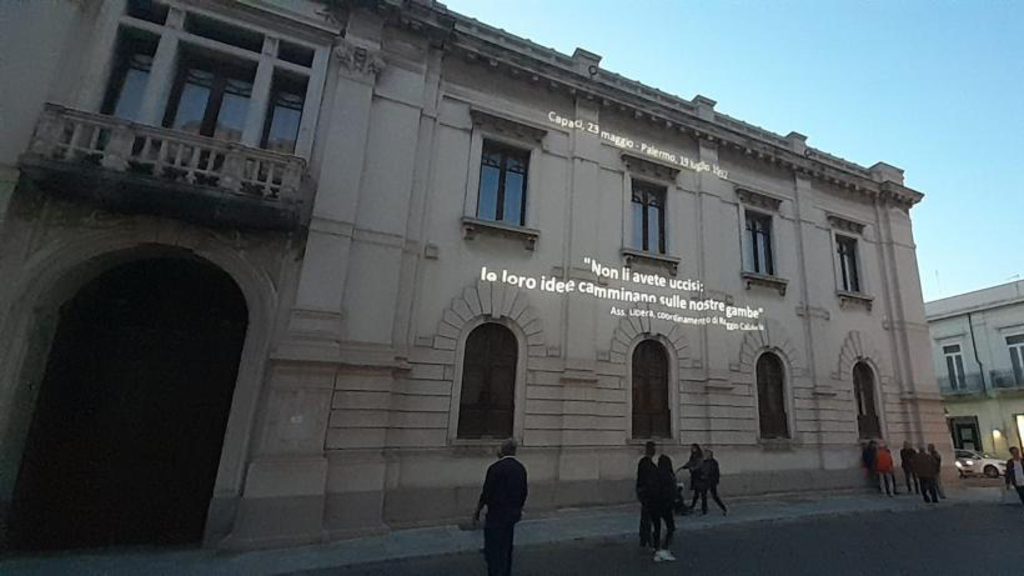 Capaci, 23 maggio - Palermo, 19 luglio 1992
"Non li avete uccisi:
le loro idee camminano sulle nostre gambe"
Ass. Libera, coordinamento di Reggio Calabria